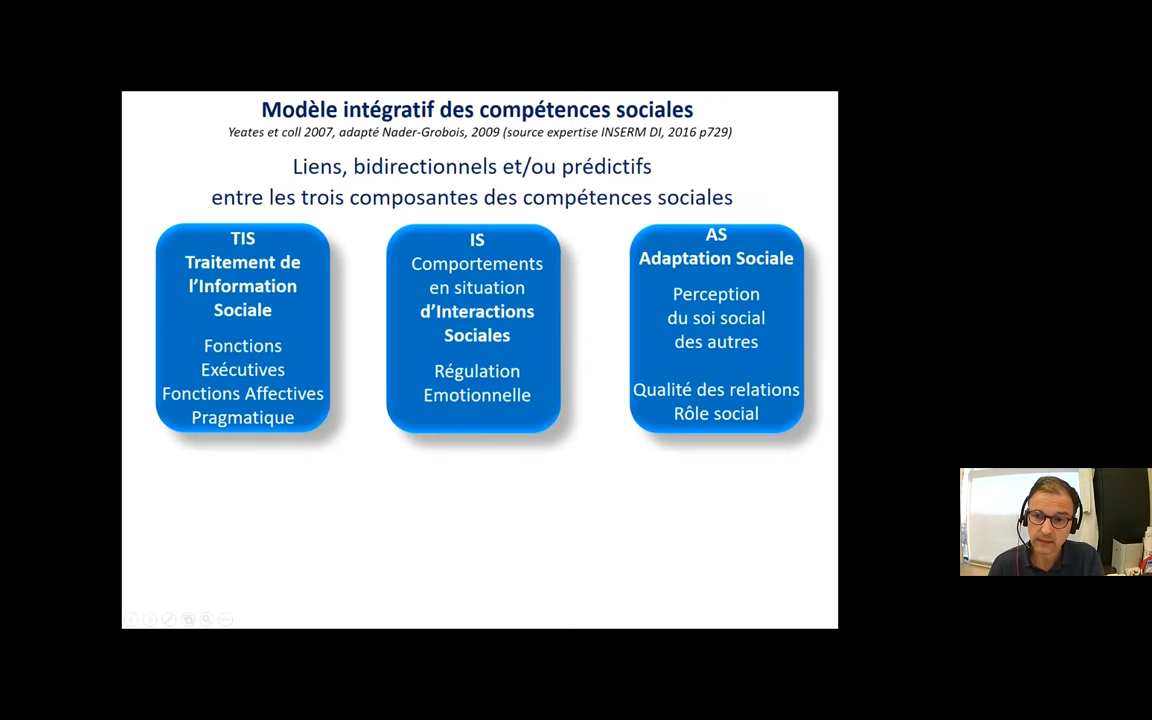 Modèle intégratif des compétences sociales
Yeates et coll 2007, adapté Nader-Grobois, 2009 (source expertise INSERM DI, 2016 p729)
Liens, bidirectionnels et/ou prédictifs
entre les trois composantes des compétences sociales
TIS
Traitement de
l'Information
Sociale
Fonctions
Exécutives
Fonctions Affectives
Pragmatique
IS
Comportements
en situation
d'Interactions
Sociales
Régulation
Emotionnelle
AS
Adaptation Sociale
Perception
du soi social
des autres
Qualité des relations
Rôle social